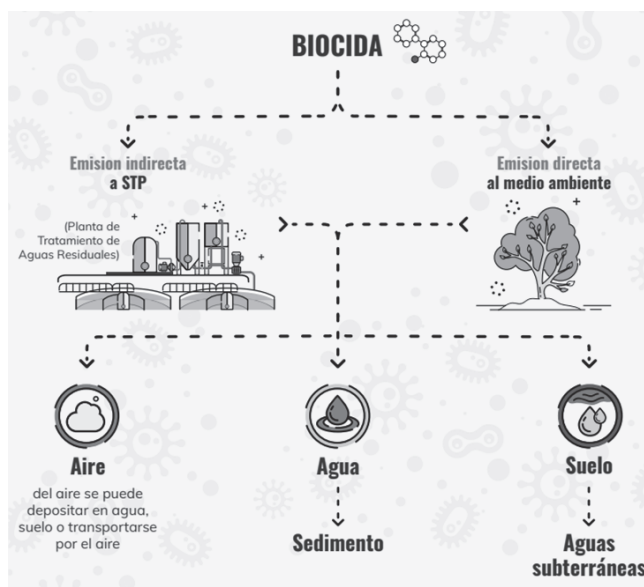 BIOCIDA
Emision indirecta
a STP
Emision directa
al medio ambiente
(Planta de
Tratamiento de
Aguas Residuales)
Aire
del aire se puede
depositar en agua,
suelo o transportarse
por el aire
Agua
Sedimento
Suelo
Aguas
subterráneas